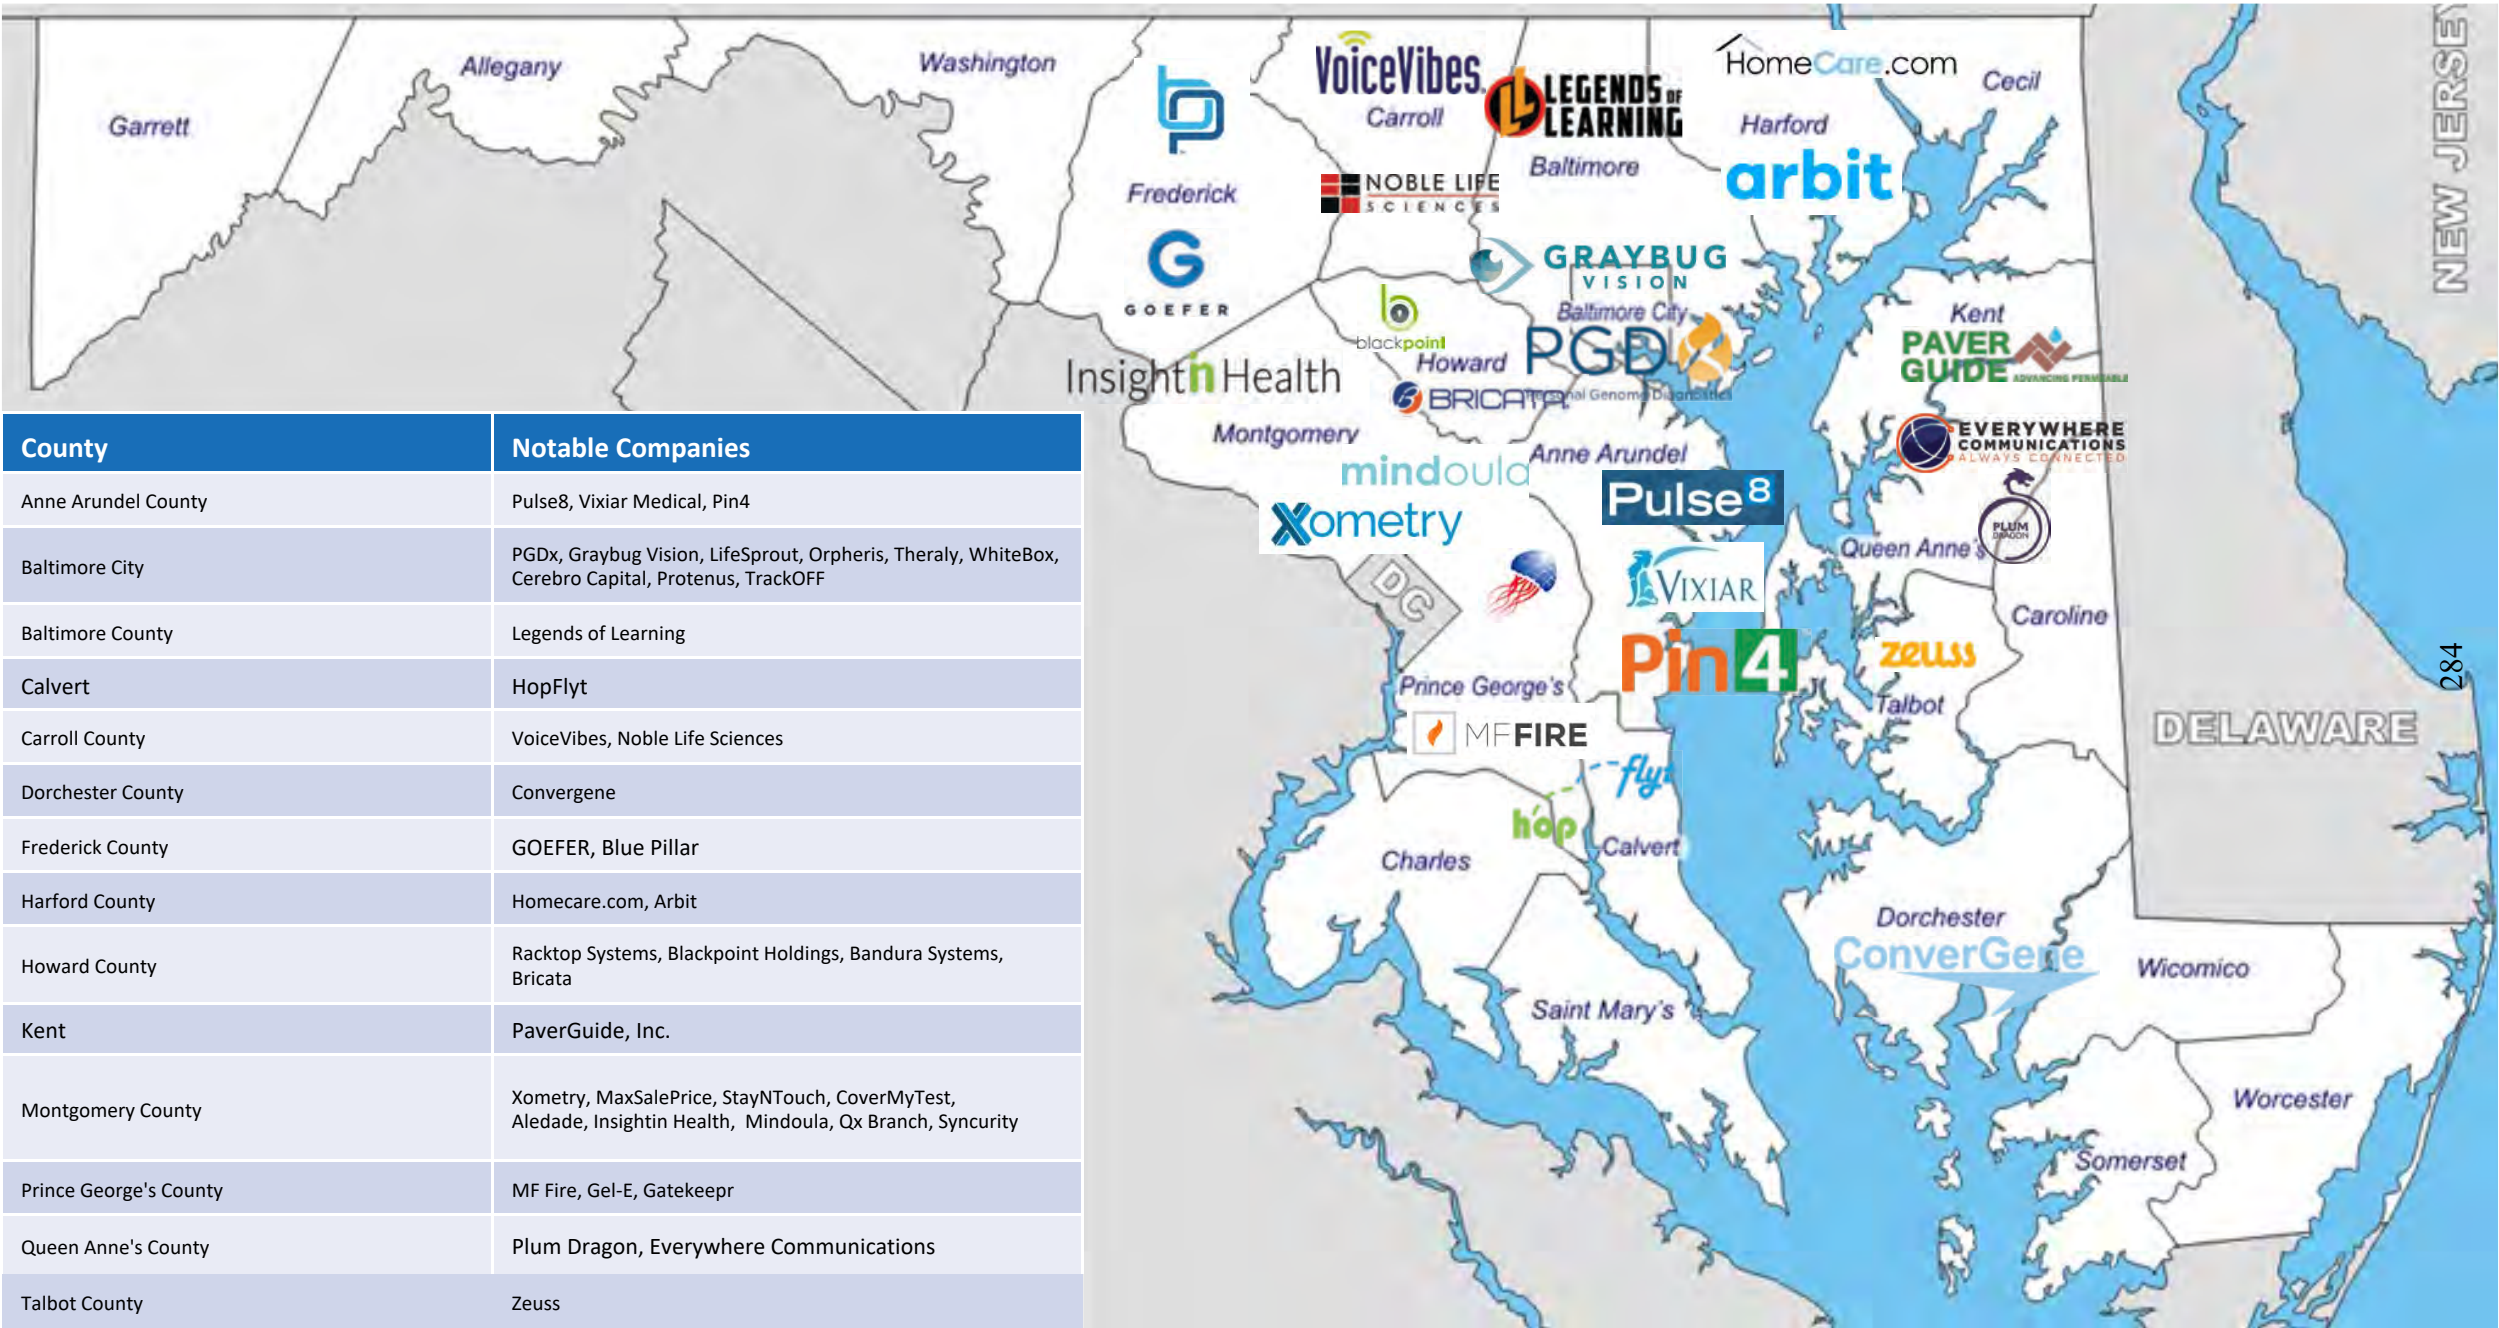 Garrett
Allegany
Washington
Frederick
GOEFER
VoiceVibes
Carroll
LEGENDS OF
LEARNING
NOBLE LIFE
SCIENCES
Baltimore
HomeCare.com
Harford
arbit
Cecil
NEW JERSEY
GRAYBUG
VISION
Baltimore City
PGD
Personal Genome Diagnostics
blackpoint
Howard
BRICATA
Insightin Health
Kent
PAVER
GUIDE ADVANCING PERMEABLE
EVERYWHERE
COMMUNICATIONS
ALWAYS CONNECTED
PLUM
DRAGON
Montgomery
mindoula
Xometry
Anne Arundel
Pulse8
VIXIAR
Pin4
Queen Anne's
Caroline
zeuss
Talbot
DC
Prince George's
MFFIRE
hop
flyt
Charles
Calvert
Saint Mary's
Dorchester
ConverGene
Wicomico
Worcester
Somerset
DELAWARE
284
County Notable Companies
Anne Arundel County Pulse8, Vixiar Medical, Pin4
Baltimore City PGDx, Graybug Vision, LifeSprout, Orpheris, Theraly, WhiteBox,
Cerebro Capital, Protenus, TrackOFF
Baltimore County Legends of Learning
Calvert HopFlyt
Carroll County VoiceVibes, Noble Life Sciences
Dorchester County Convergene
Frederick County GOEFER, Blue Pillar
Harford County Homecare.com, Arbit
Howard County Racktop Systems, Blackpoint Holdings, Bandura Systems,
Bricata
Kent PaverGuide, Inc.
Montgomery County Xometry, MaxSalePrice, StayNTouch, CoverMyTest,
Aledade, Insightin Health, Mindoula, Qx Branch, Syncurity
Prince George's County MF Fire, Gel-E, Gatekeepr
Queen Anne's County Plum Dragon, Everywhere Communications
Talbot County Zeuss